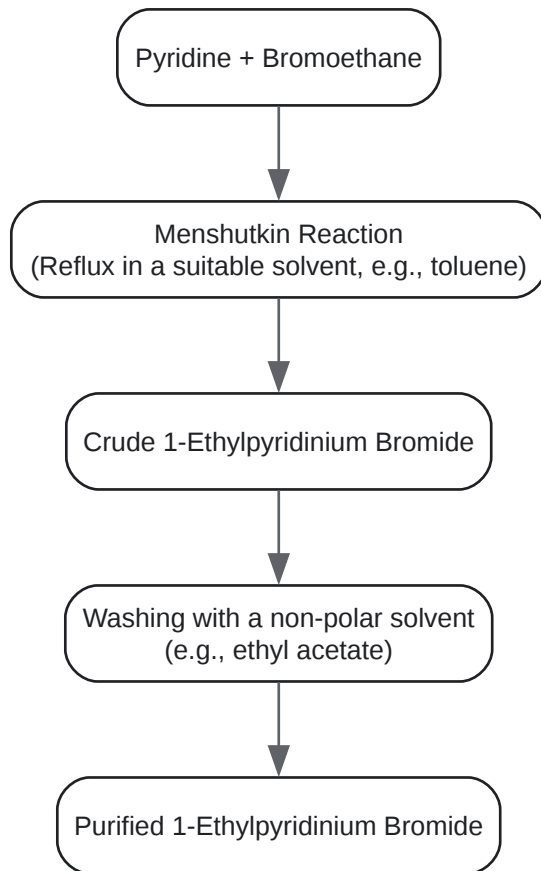 Pyridine + Bromoethane
Menshutkin Reaction
(Reflux in a suitable solvent, e.g., toluene)
Crude 1-Ethylpyridinium Bromide
Washing with a non-polar solvent
(e.g., ethyl acetate)
Purified 1-Ethylpyridinium Bromide